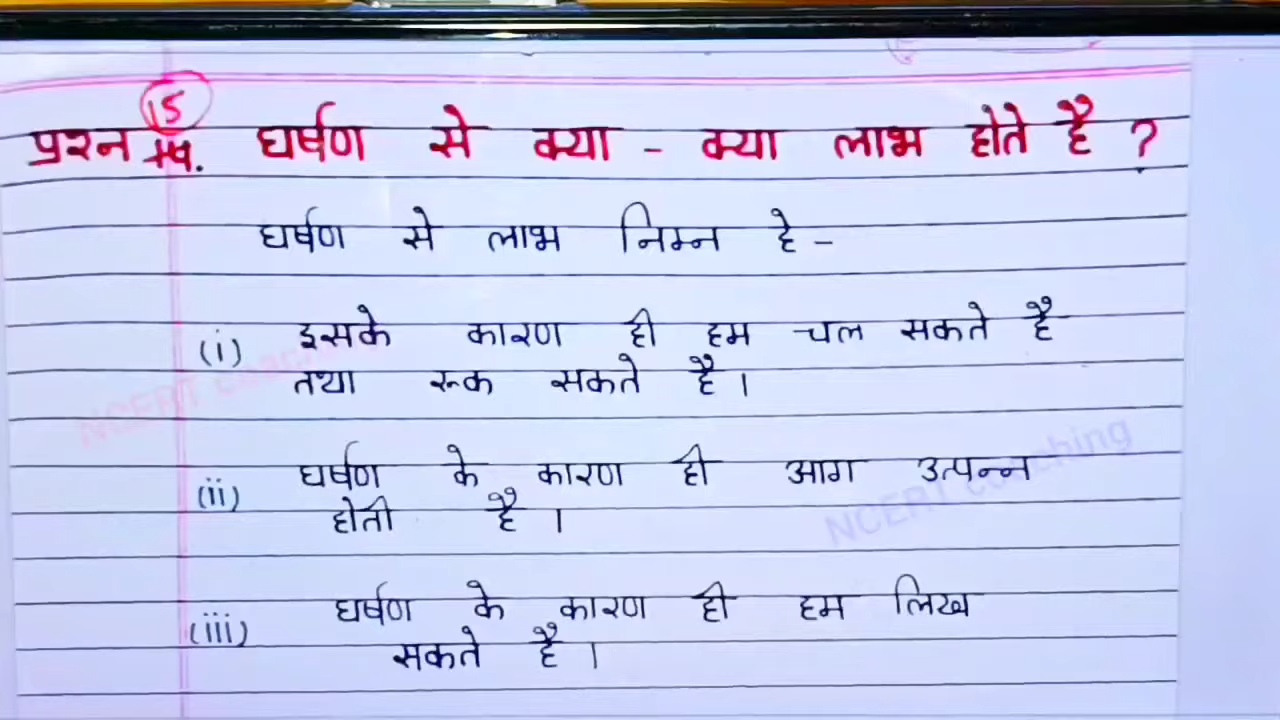 15
प्रश्न 14. घर्षण से क्या - क्या लाभ होते है ?
घर्षण से लाभ निम्न है -
(i) इसके कारण ही हम चल सकते है
तथा रूक सकते है ।
(ii) घर्षण के कारण ही आग उत्पन्न
होती है ।
(iii) घर्षण के कारण ही हम लिख
सकते है ।
NCERT coaching
NCERT coaching